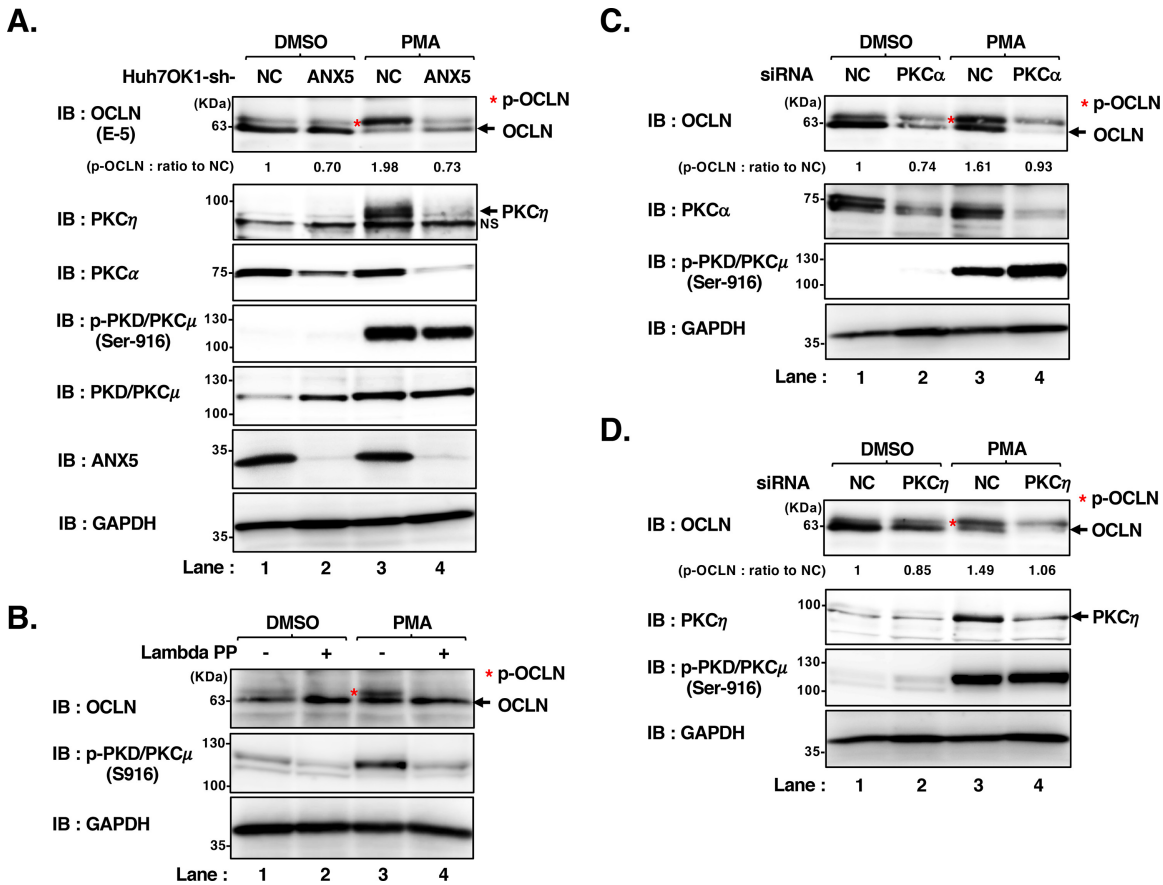 A.
DMSO PMA
Huh7OK1-sh- NC ANX5 NC ANX5
(KDa)
* p-OCLN
IB : OCLN
(E-5)
63-
*
OCLN
(p-OCLN : ratio to NC) 1 0.70 1.98 0.73
100-
IB : PKCη
PKCη
NS
IB : PKCα
75-
IB : p-PKD/PKCμ
(Ser-916)
130-
100-
IB : PKD/PKCμ
130-
100-
IB : ANX5
35-
IB : GAPDH
35-
Lane : 1 2 3 4
B.
DMSO PMA
Lambda PP - + - +
(KDa)
* p-OCLN
IB : OCLN
63-
*
OCLN
IB : p-PKD/PKCμ
(S916)
130-
100-
IB : GAPDH
35-
Lane : 1 2 3 4
C.
DMSO PMA
siRNA NC PKCα NC PKCα
(KDa)
* p-OCLN
IB : OCLN
63-
*
OCLN
(p-OCLN : ratio to NC) 1 0.74 1.61 0.93
IB : PKCα
75-
IB : p-PKD/PKCμ
(Ser-916)
130-
100-
IB : GAPDH
35-
Lane : 1 2 3 4
D.
DMSO PMA
siRNA NC PKCη NC PKCη
(KDa)
* p-OCLN
IB : OCLN
63-
*
OCLN
(p-OCLN : ratio to NC) 1 0.85 1.49 1.06
100-
IB : PKCη
PKCη
IB : p-PKD/PKCμ
(Ser-916)
130-
100-
IB : GAPDH
35-
Lane : 1 2 3 4